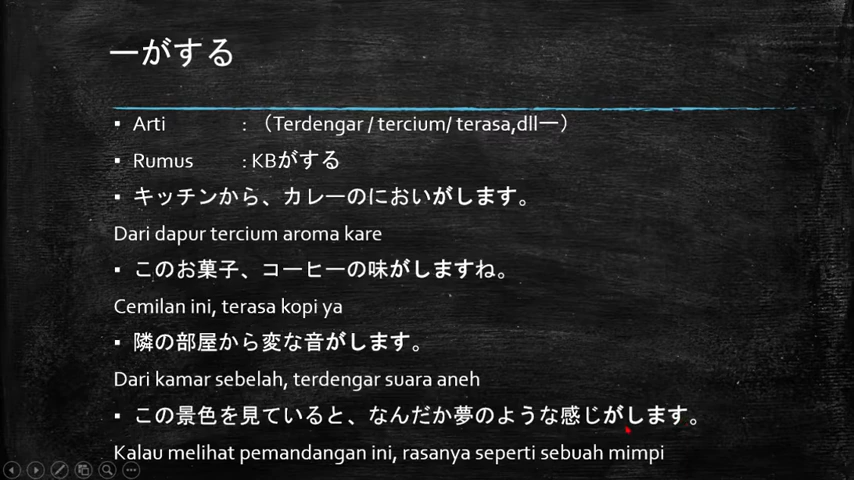 ーがする
▪ Arti : （Terdengar / tercium/ terasa,dllー）
▪ Rumus : KBがする
▪ キッチンから、カレーのにおいがします。
Dari dapur tercium aroma kare
▪ このお菓子、コーヒーの味がしますね。
Cemilan ini, terasa kopi ya
▪ 隣の部屋から変な音がします。
Dari kamar sebelah, terdengar suara aneh
▪ この景色を見ていると、なんだか夢のような感じがします。
Kalau melihat pemandangan ini, rasanya seperti sebuah mimpi